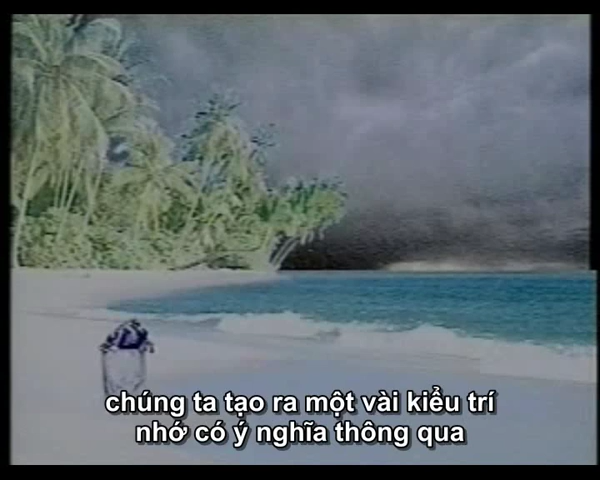 chúng ta tạo ra một vài kiểu trí
nhớ có ý nghĩa thông qua